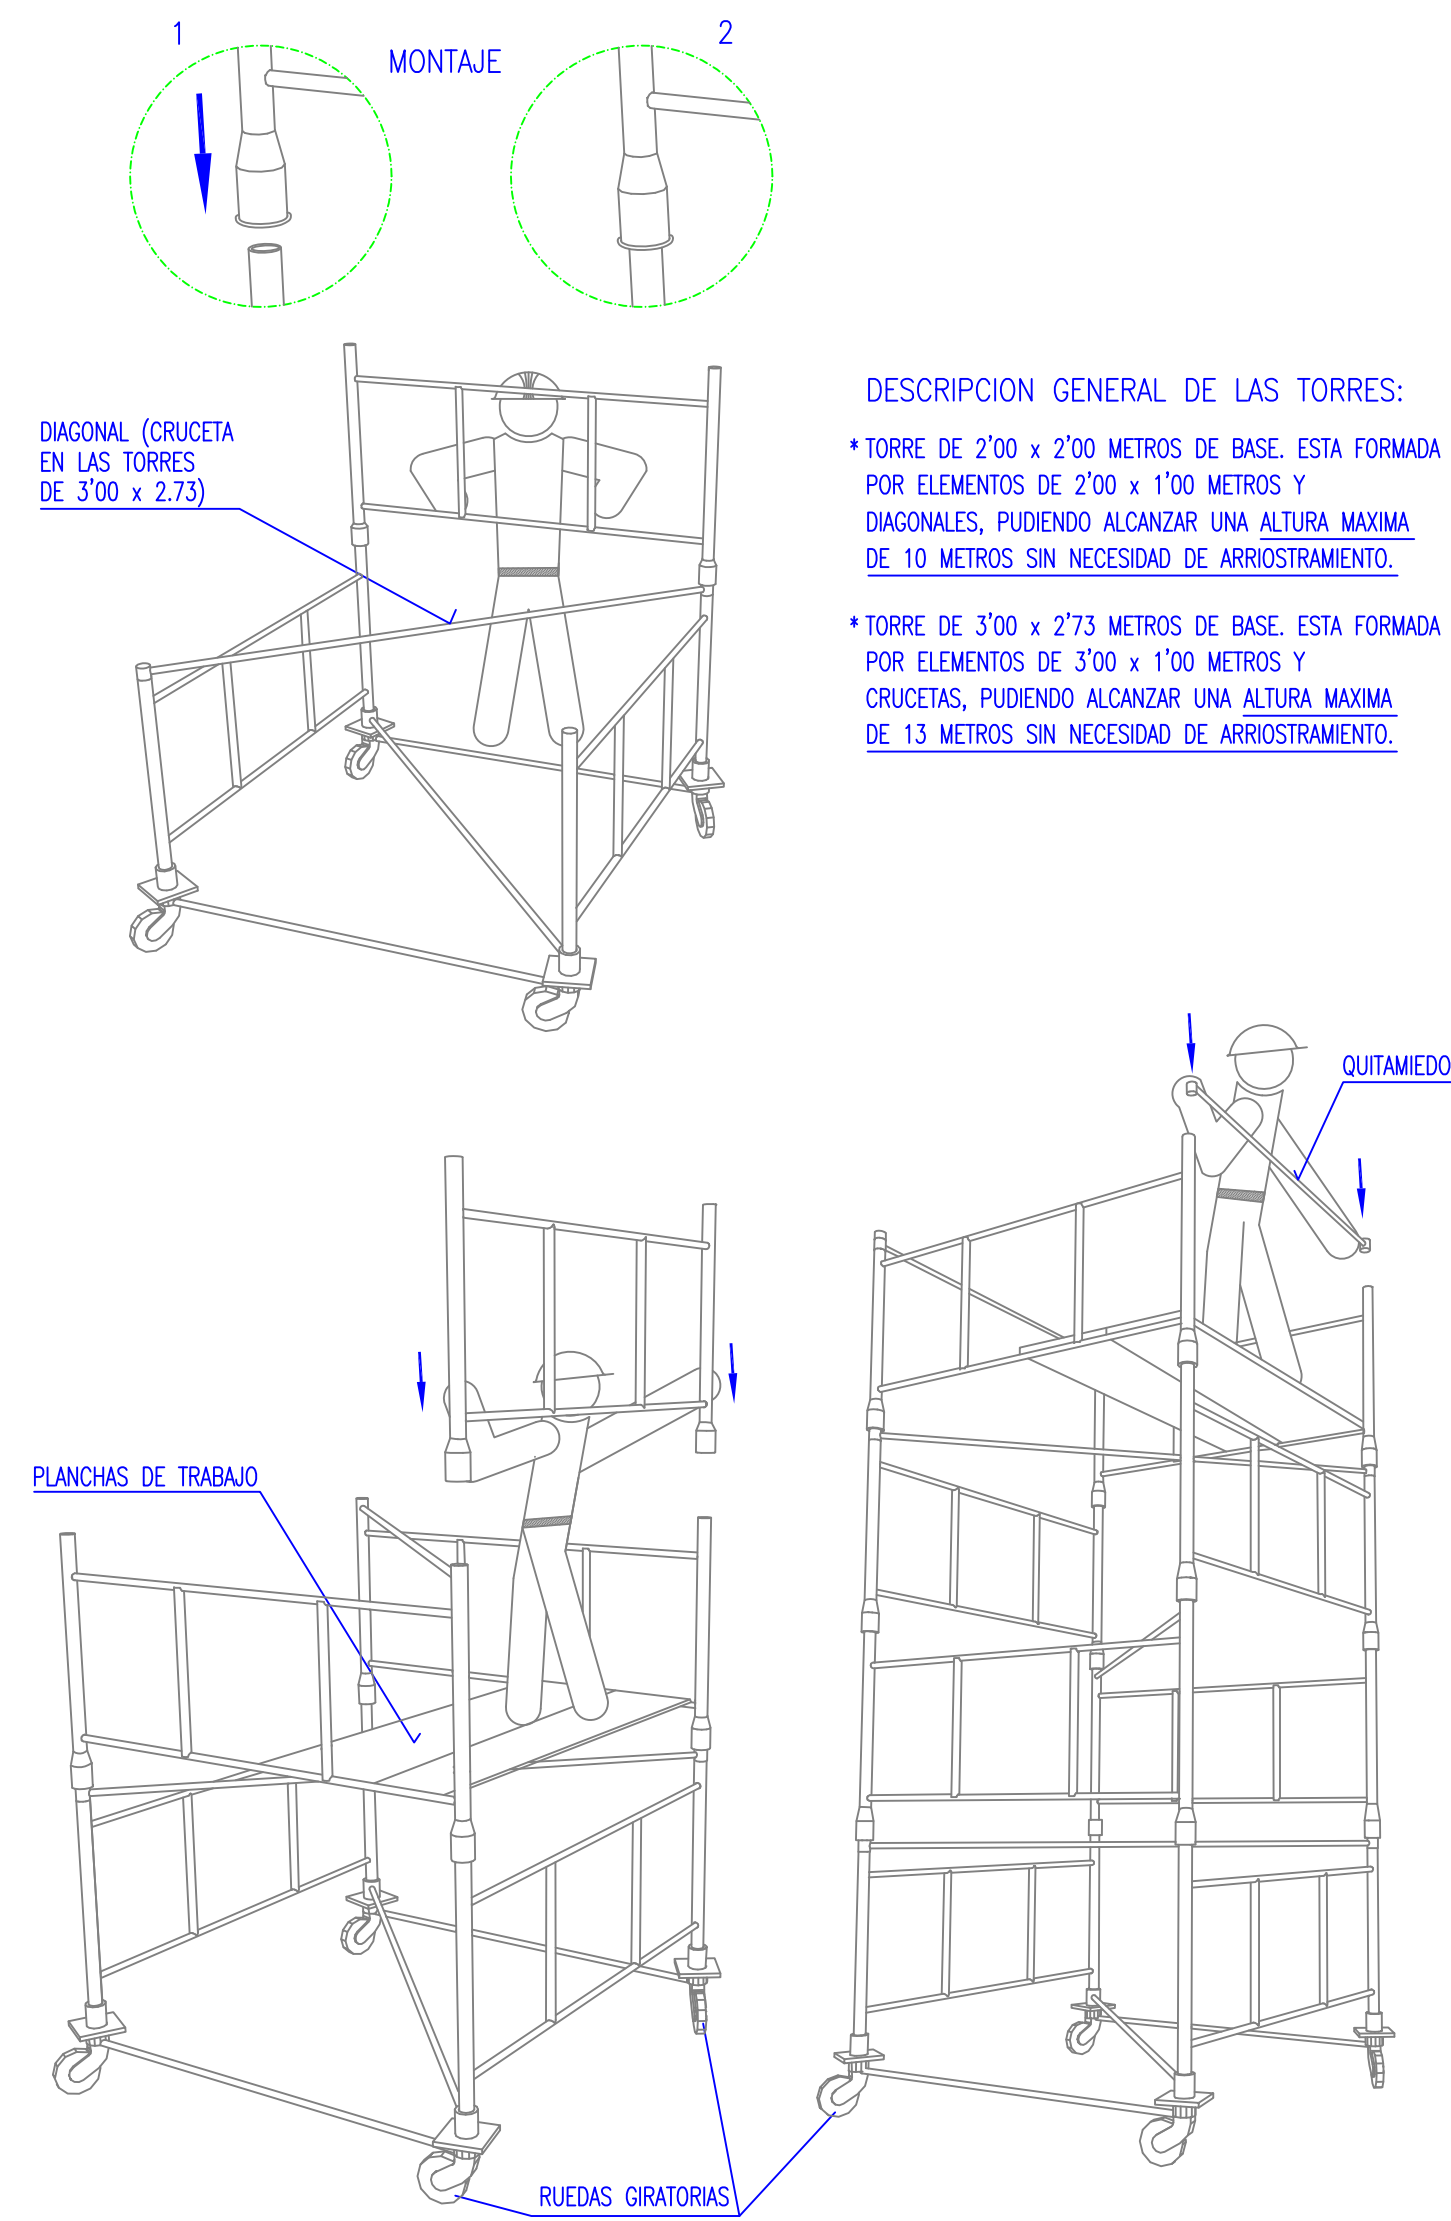 1
2
MONTAJE
DIAGONAL (CRUCETA
EN LAS TORRES
DE 3'00 x 2.73)
DESCRIPCION GENERAL DE LAS TORRES:
* TORRE DE 2'00 x 2'00 METROS DE BASE. ESTA FORMADA
POR ELEMENTOS DE 2'00 x 1'00 METROS Y
DIAGONALES, PUDIENDO ALCANZAR UNA ALTURA MAXIMA
DE 10 METROS SIN NECESIDAD DE ARRIOSTRAMIENTO.
* TORRE DE 3'00 x 2'73 METROS DE BASE. ESTA FORMADA
POR ELEMENTOS DE 3'00 x 1'00 METROS Y
CRUCETAS, PUDIENDO ALCANZAR UNA ALTURA MAXIMA
DE 13 METROS SIN NECESIDAD DE ARRIOSTRAMIENTO.
QUITAMIEDO
PLANCHAS DE TRABAJO
RUEDAS GIRATORIAS